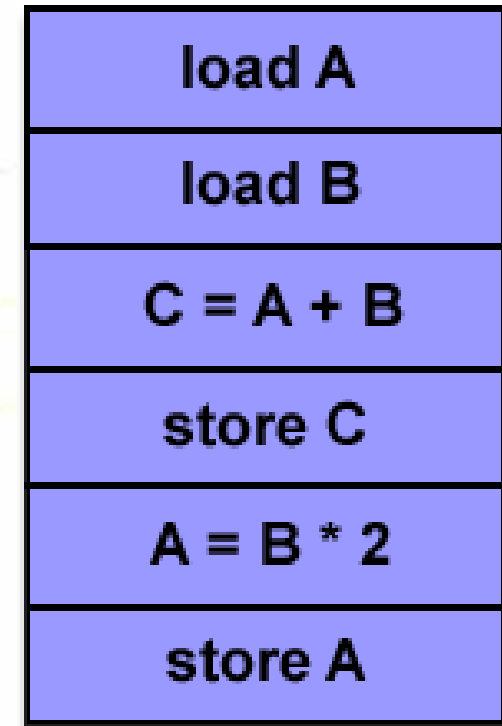 load A
load B
C = A + B
store C
A = B * 2
store A